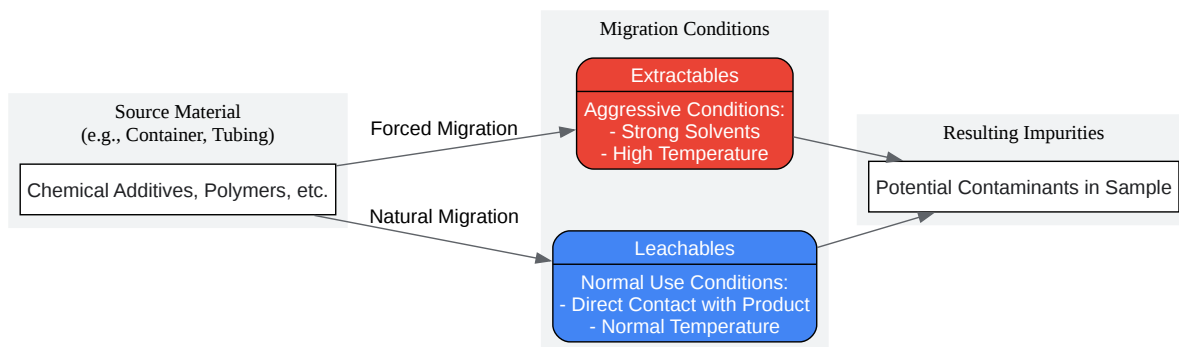 Source Material
(e.g., Container, Tubing)
Chemical Additives, Polymers, etc.
Forced Migration
Natural Migration
Migration Conditions
Extractables
Aggressive Conditions:
- Strong Solvents
- High Temperature
Leachables
Normal Use Conditions:
- Direct Contact with Product
- Normal Temperature
Resulting Impurities
Potential Contaminants in Sample